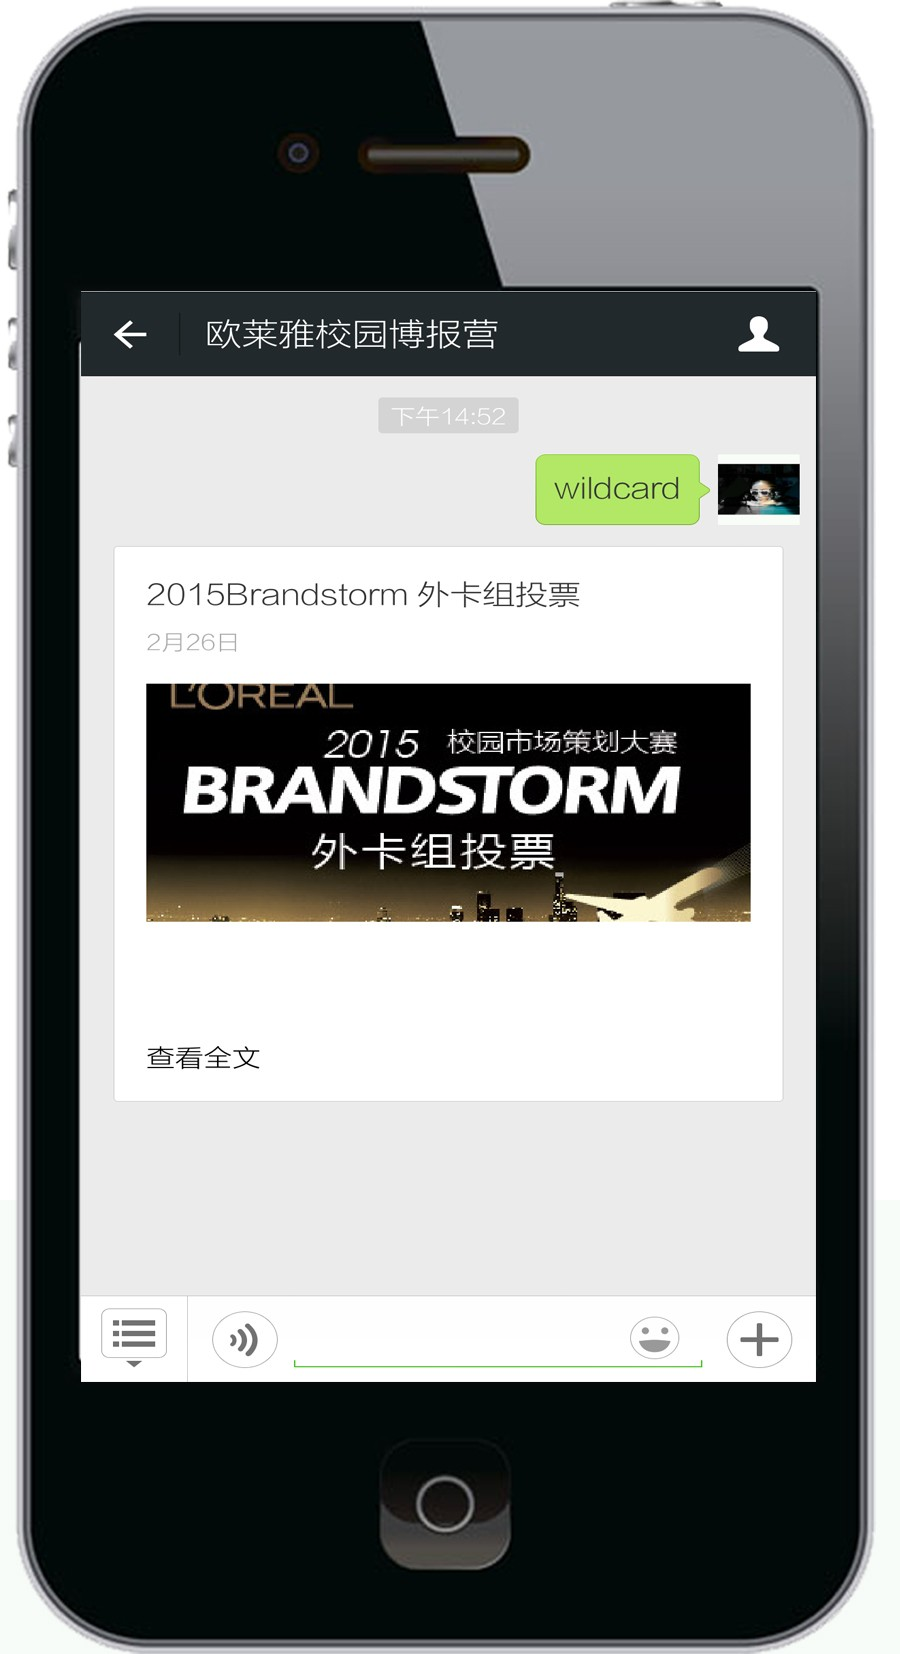 欧莱雅校园博报营
下午14:52
wildcard
2015Brandstorm 外卡组投票
2月26日
L'OREAL
2015 校园市场策划大赛
BRANDSTORM
外卡组投票
查看全文